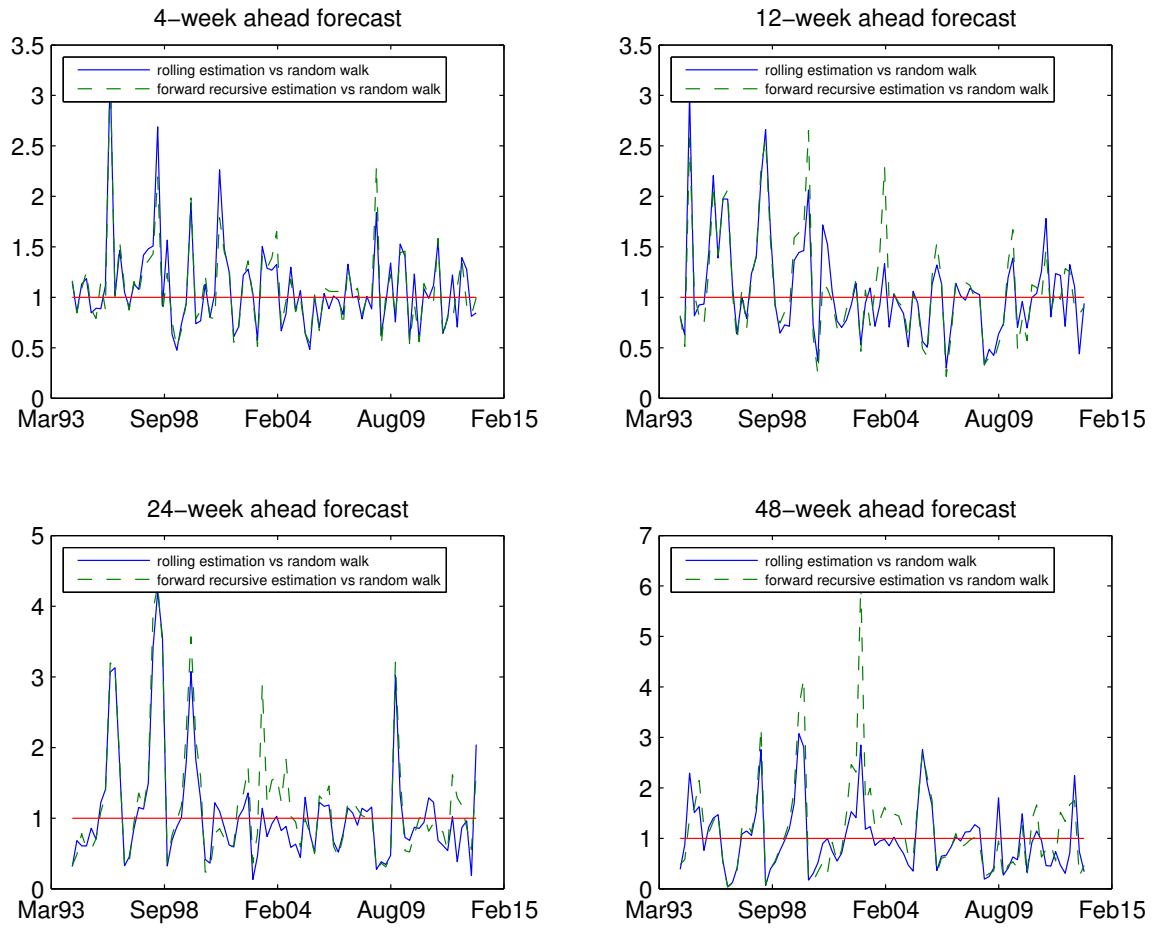 4−week ahead forecast
3.5
3
2.5
2
1.5
1
0.5
0
Mar93 Sep98 Feb04 Aug09 Feb15
rolling estimation vs random walk
forward recursive estimation vs random walk
12−week ahead forecast
3.5
3
2.5
2
1.5
1
0.5
0
Mar93 Sep98 Feb04 Aug09 Feb15
rolling estimation vs random walk
forward recursive estimation vs random walk
24−week ahead forecast
5
4
3
2
1
0
Mar93 Sep98 Feb04 Aug09 Feb15
rolling estimation vs random walk
forward recursive estimation vs random walk
48−week ahead forecast
7
6
5
4
3
2
1
0
Mar93 Sep98 Feb04 Aug09 Feb15
rolling estimation vs random walk
forward recursive estimation vs random walk